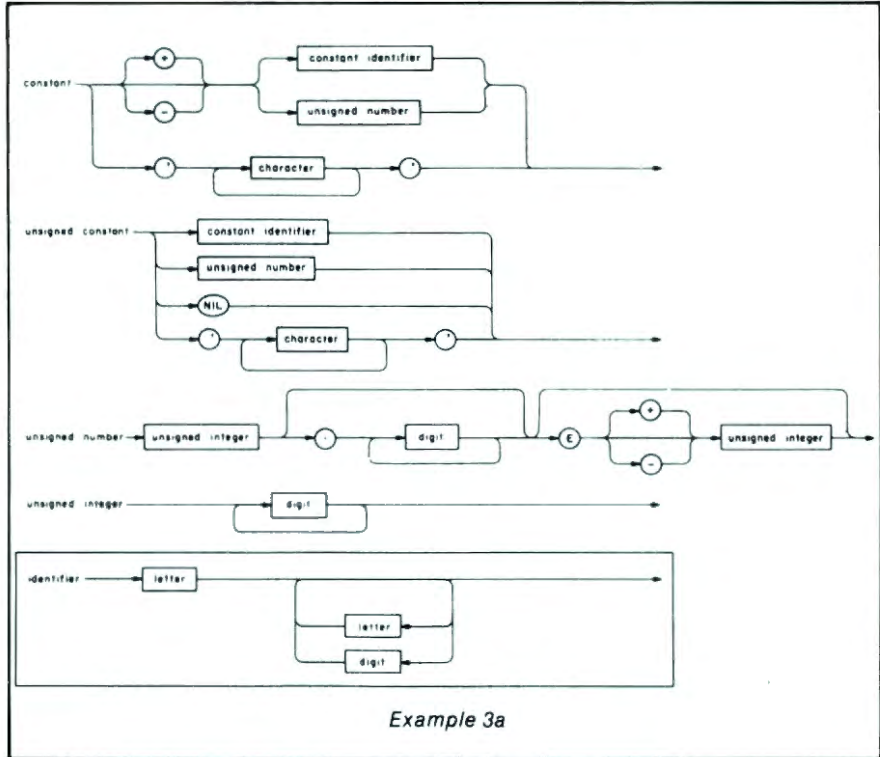 +
constant identifier
constant
unsigned number
-
' character '
unsigned constant
constant identifier
unsigned number
NIL
' character '
+
unsigned number unsigned integer . digit E unsigned integer
-
unsigned integer digit
identifier letter
letter
digit
Example 3a